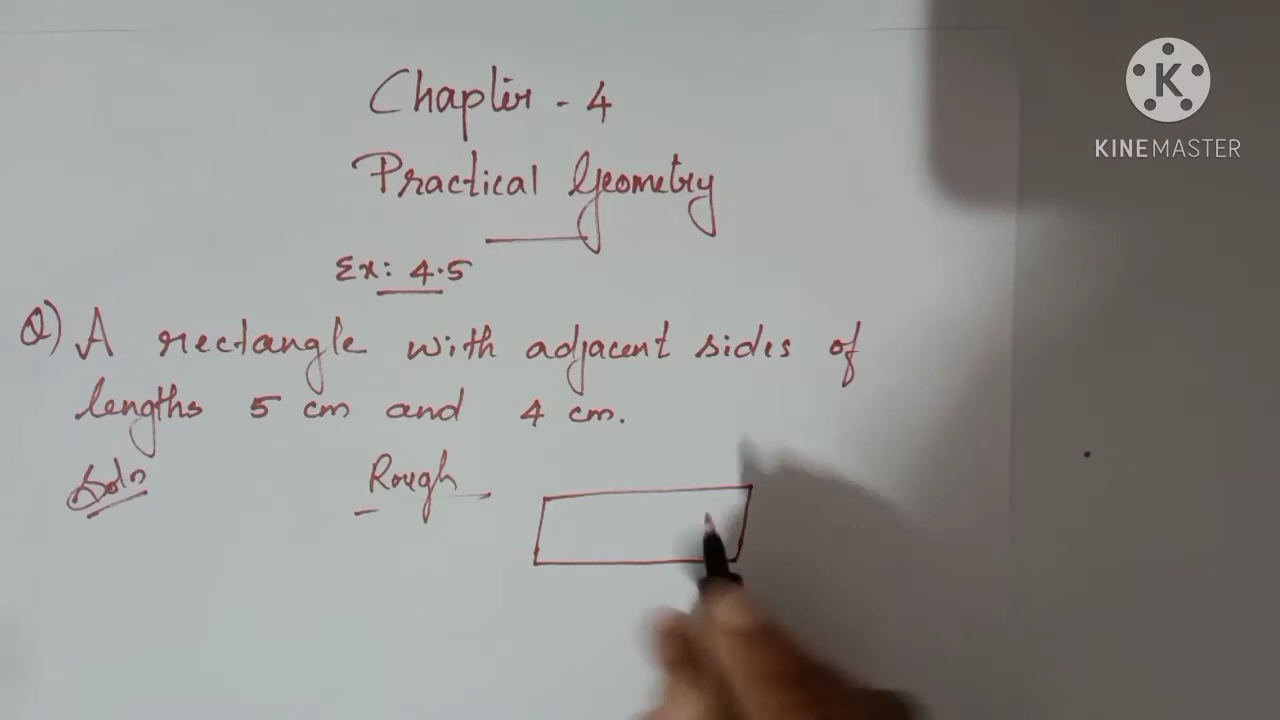 Chapter - 4
Practical Geometry
Ex: 4.5
Q) A rectangle with adjacent sides of
lengths 5 cm and 4 cm.
Soln
Rough
K
KINEMASTER